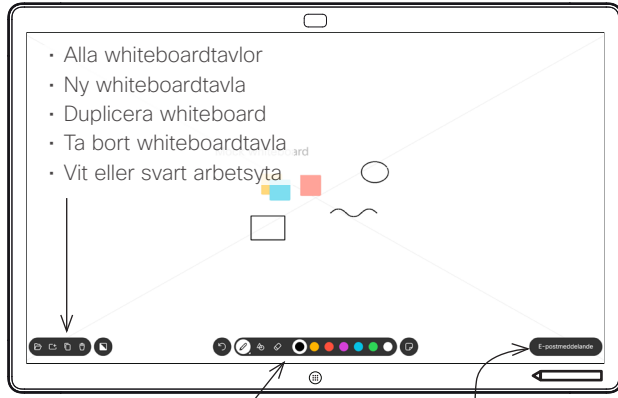 • Alla whiteboardtavlor
• Ny whiteboardtavla
• Duplicera whiteboard
• Ta bort whiteboardtavla
• Vit eller svart arbetsyta
E-postmeddelande